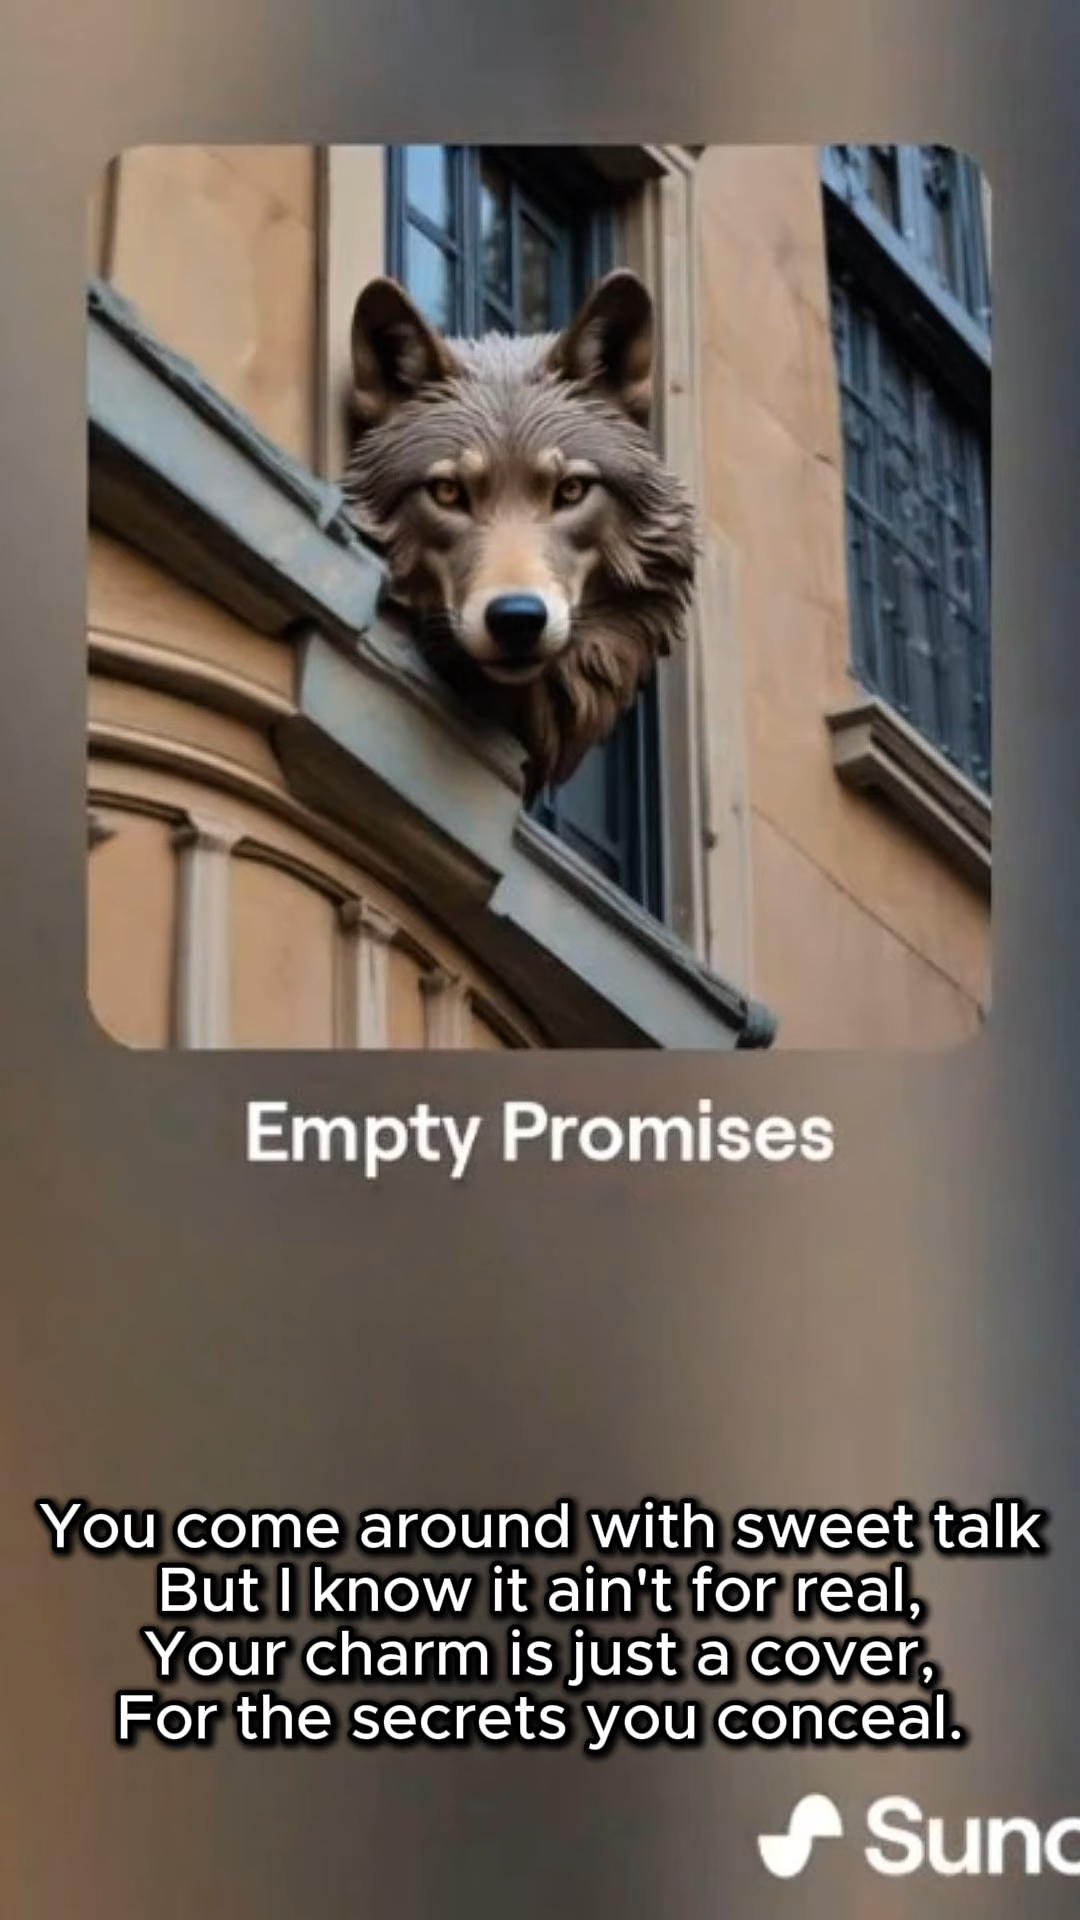 Empty Promises
You come around with sweet talk
But I know it ain't for real,
Your charm is just a cover,
For the secrets you conceal.
Suno